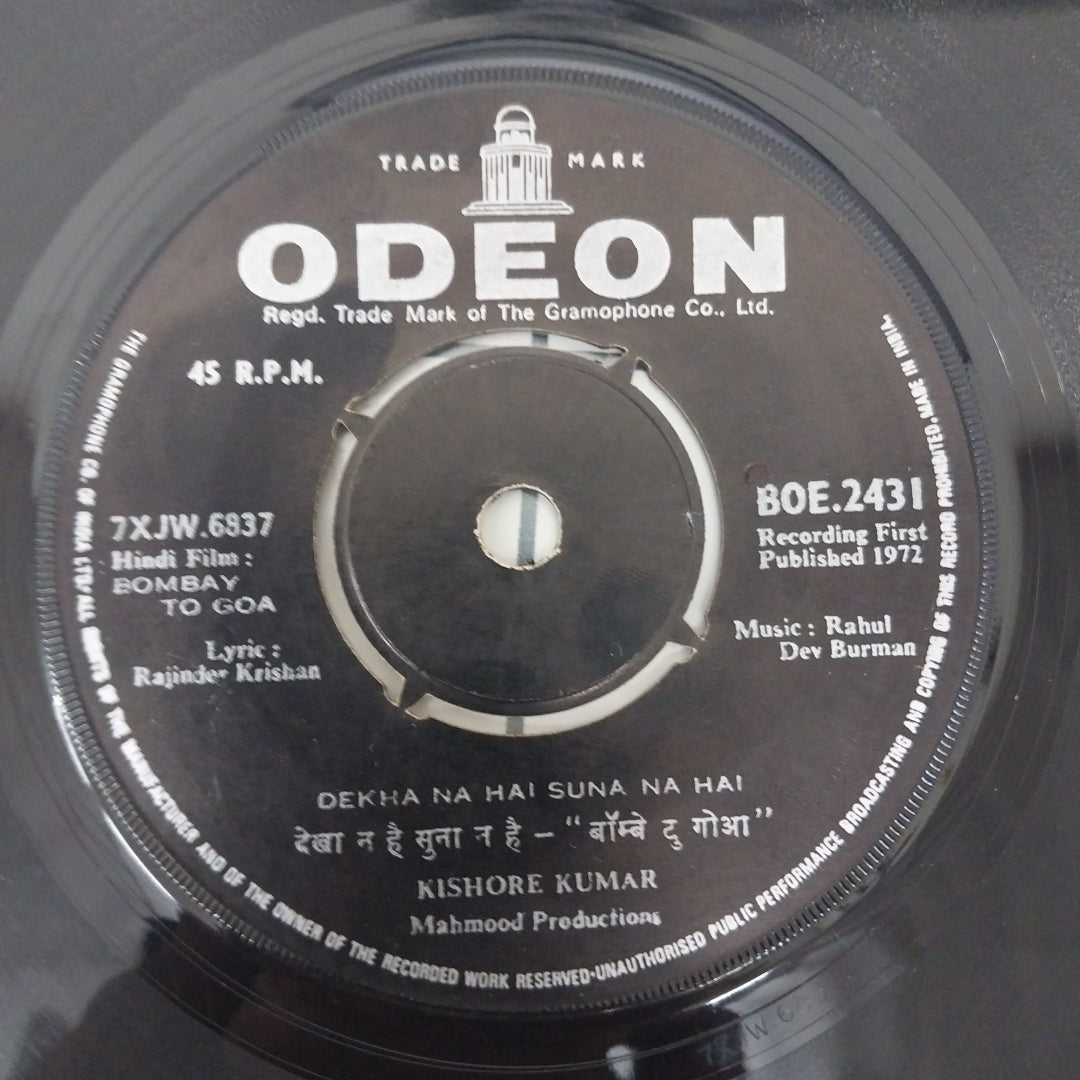 TRADE MARK
ODEON
Regd. Trade Mark of The Gramophone Co., Ltd.
45 R.P.M.
7XJW.6837
Hindi Film :
BOMBAY
TO GOA
Lyric :
Rajinder Krishan
BOE.2431
Recording First
Published 1972
Music : Rahul
Dev Burman
DEKHA NA HAI SUNA NA HAI
देखा न है सुना न है – “बॉम्बे टु गोआ”
KISHORE KUMAR
Mahmood Productions
THE GRAMOPHONE CO. OF INDIA LTD. ALL RIGHTS OF THE MANUFACTURER AND OF THE OWNER OF THE RECORDED WORK RESERVED·UNAUTHORISED PUBLIC PERFORMANCE BROADCASTING AND COPYING OF THIS RECORD PROHIBITED. MADE IN INDIA.